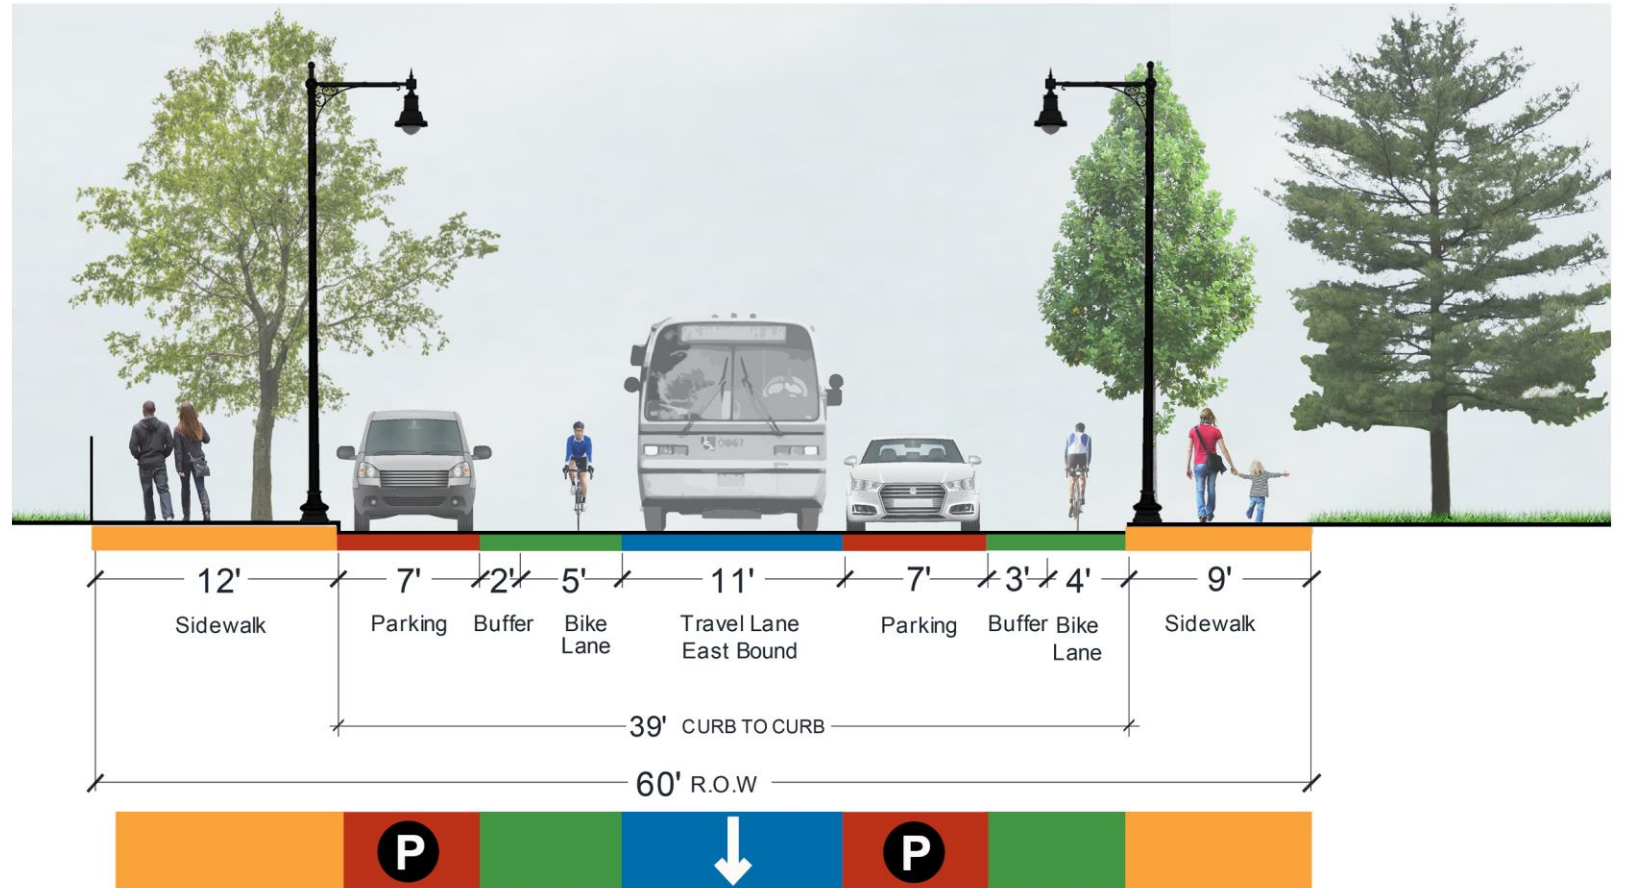 0867
12'
7'
2'
5'
11'
7'
3'
4'
9'
Sidewalk
Parking
Buffer
Bike
Lane
Travel Lane
East Bound
Parking
Buffer
Bike
Lane
Sidewalk
39' CURB TO CURB
60' R.O.W
P
P